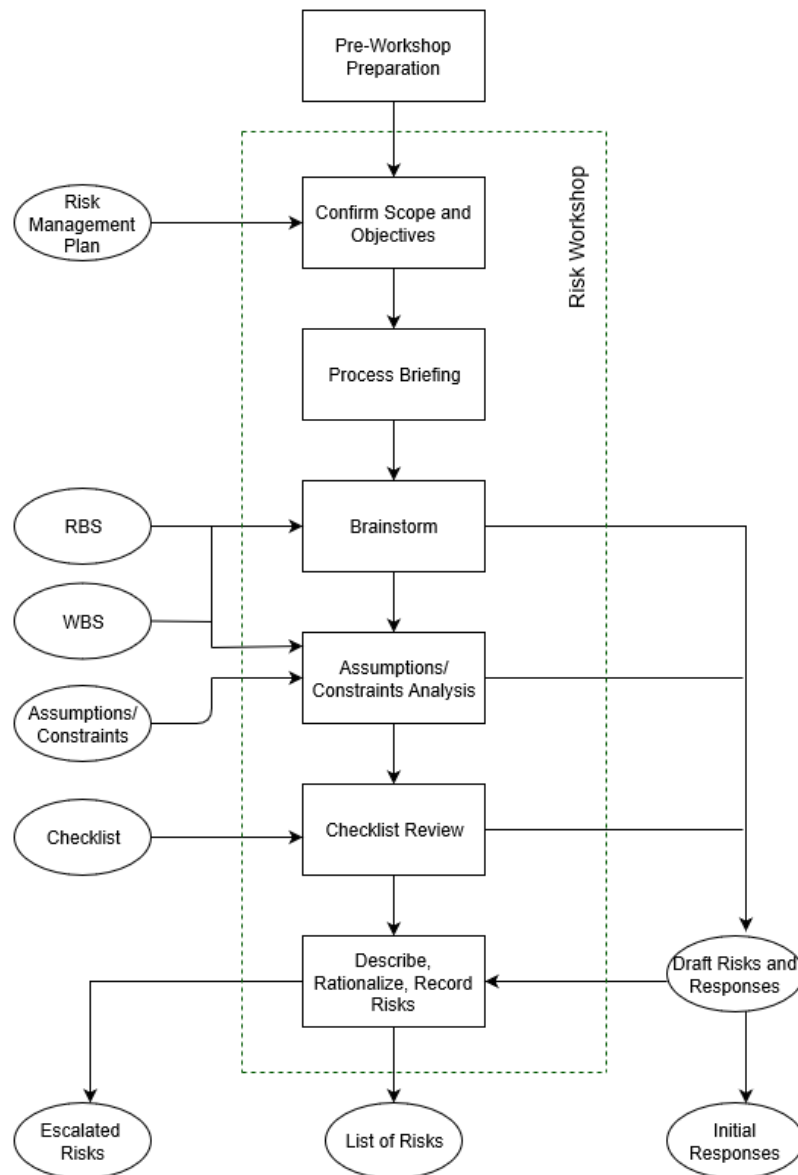 Pre-Workshop
Preparation
Risk Workshop
Risk
Management
Plan
Confirm Scope and
Objectives
Process Briefing
RBS
Brainstorm
WBS
Assumptions/
Constraints Analysis
Assumptions/
Constraints
Checklist
Checklist Review
Describe,
Rationalize, Record
Risks
Draft Risks and
Responses
Escalated
Risks
List of Risks
Initial
Responses